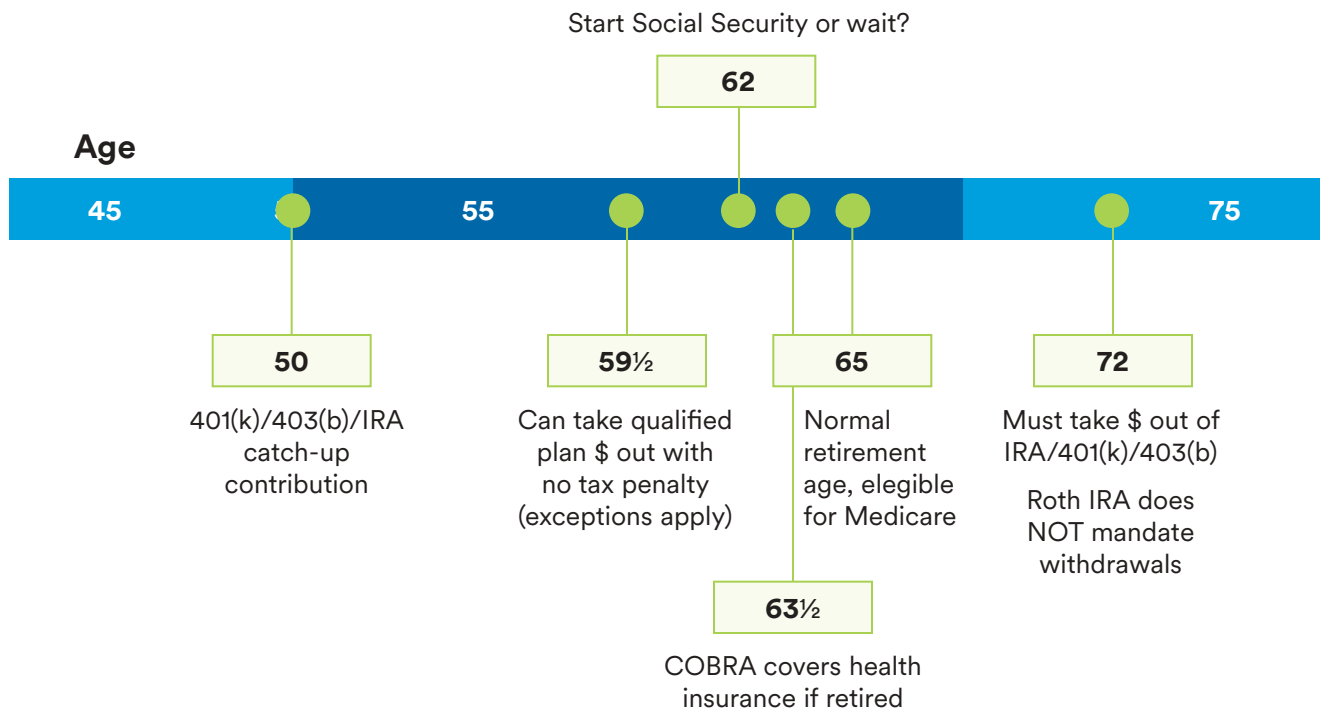 Start Social Security or wait?
62
Age
45
55
75
50
401(k)/403(b)/IRA
catch-up
contribution
59½
Can take qualified
plan $ out with
no tax penalty
(exceptions apply)
65
Normal
retirement
age, elegible
for Medicare
72
Must take $ out of
IRA/401(k)/403(b)
Roth IRA does
NOT mandate
withdrawals
63½
COBRA covers health
insurance if retired